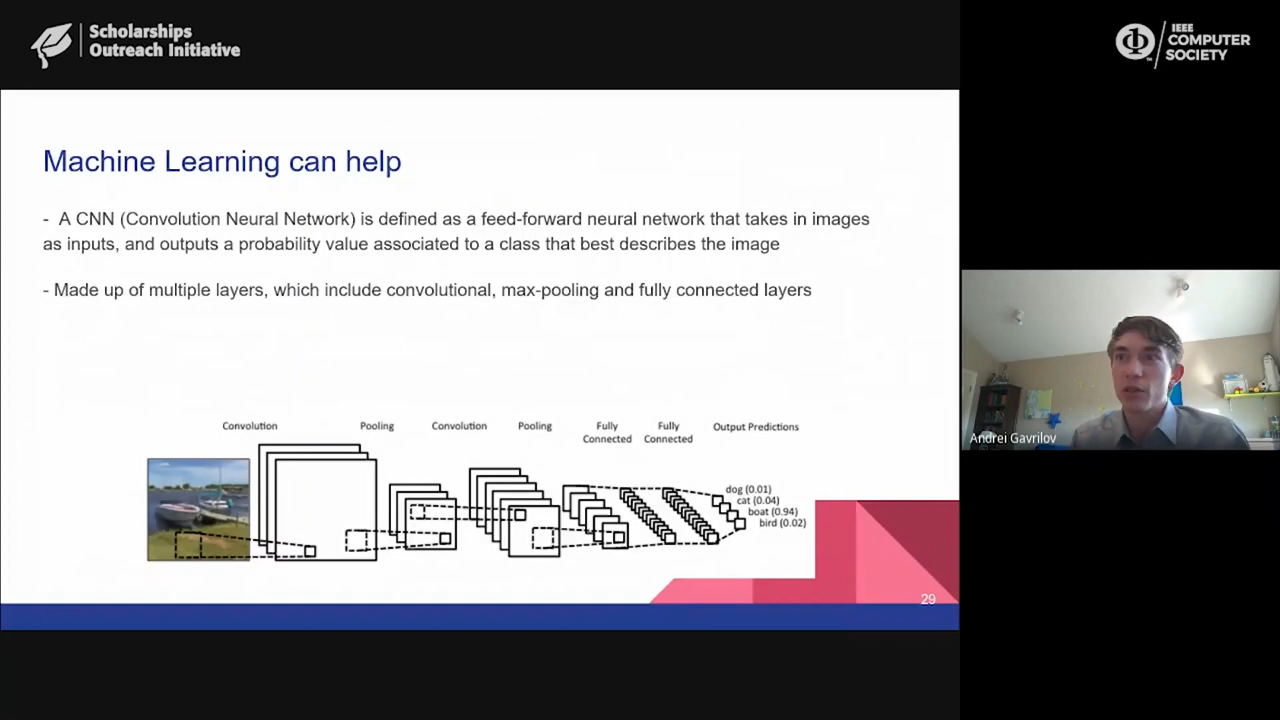 Scholarships
Outreach Initiative
IEEE
COMPUTER
SOCIETY
Machine Learning can help
- A CNN (Convolution Neural Network) is defined as a feed-forward neural network that takes in images
as inputs, and outputs a probability value associated to a class that best describes the image
- Made up of multiple layers, which include convolutional, max-pooling and fully connected layers
Convolution Pooling Convolution Pooling Fully Connected Fully Connected Output Predictions
dog (0.01)
cat (0.04)
boat (0.94)
bird (0.02)
29
Andrei Gavrilov